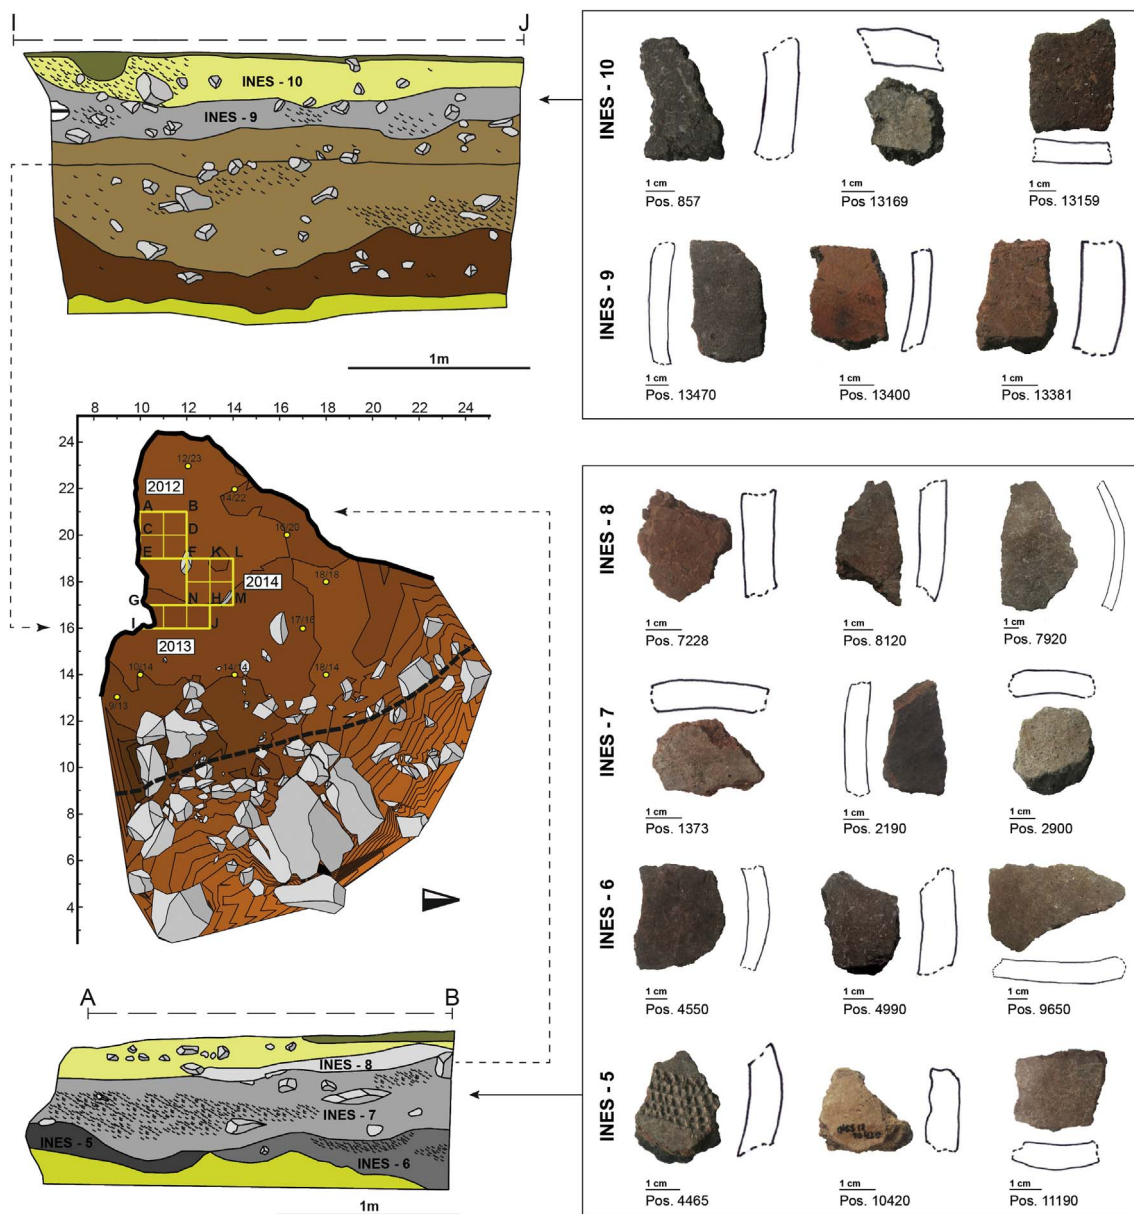 I J
INES - 10
INES - 9
1m
8 10 12 14 16 18 20 22 24
24
22
20
18
16
14
12
10
8
6
4
12/23
14/22
16/20
18/18
17/16
18/14
14/14
10/14
9/13
2012
A B
C D
E F K L
2014
G N H M
I J
2013
A B
INES - 8
INES - 7
INES - 5
INES - 6
1m
INES - 10
1 cm
Pos. 857
1 cm
Pos 13169
1 cm
Pos. 13159
INES - 9
1 cm
Pos. 13470
1 cm
Pos. 13400
1 cm
Pos. 13381
INES - 8
1 cm
Pos. 7228
1 cm
Pos. 8120
1 cm
Pos. 7920
INES - 7
1 cm
Pos. 1373
1 cm
Pos. 2190
1 cm
Pos. 2900
INES - 6
1 cm
Pos. 4550
1 cm
Pos. 4990
1 cm
Pos. 9650
INES - 5
1 cm
Pos. 4465
1 cm
Pos. 10420
1 cm
Pos. 11190